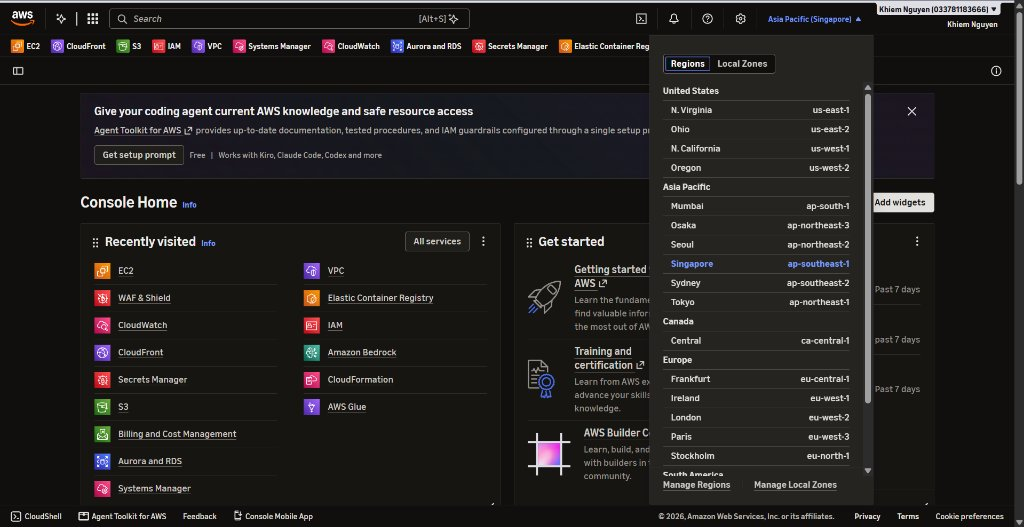 aws
Search
[Alt+S]
Asia Pacific (Singapore)
Khiem Nguyen (033781183666)
Khiem Nguyen
EC2
CloudFront
S3
IAM
VPC
Systems Manager
CloudWatch
Aurora and RDS
Secrets Manager
Elastic Container Reg
Give your coding agent current AWS knowledge and safe resource access
Agent Toolkit for AWS provides up-to-date documentation, tested procedures, and IAM guardrails configured through a single setup pr
Get setup prompt
Free | Works with Kiro, Claude Code, Codex and more
Console Home Info
Add widgets
Recently visited Info
All services
EC2
WAF & Shield
CloudWatch
CloudFront
Secrets Manager
S3
Billing and Cost Management
Aurora and RDS
Systems Manager
VPC
Elastic Container Registry
IAM
Amazon Bedrock
CloudFormation
AWS Glue
Get started
Getting started
AWS
Learn the fundame
find valuable infor
the most out of AW
Training and
certification
Learn from AWS ex
advance your skills
knowledge.
AWS Builder C
Learn, build, and
with builders in t
community.
Past 7 days
Past 7 days
Past 7 days
Regions
Local Zones
United States
N. Virginia us-east-1
Ohio us-east-2
N. California us-west-1
Oregon us-west-2
Asia Pacific
Mumbai ap-south-1
Osaka ap-northeast-3
Seoul ap-northeast-2
Singapore ap-southeast-1
Sydney ap-southeast-2
Tokyo ap-northeast-1
Canada
Central ca-central-1
Europe
Frankfurt eu-central-1
Ireland eu-west-1
London eu-west-2
Paris eu-west-3
Stockholm eu-north-1
South America
Manage Regions
Manage Local Zones
CloudShell
Agent Toolkit for AWS
Feedback
Console Mobile App
© 2026, Amazon Web Services, Inc. or its affiliates.
Privacy
Terms
Cookie preferences